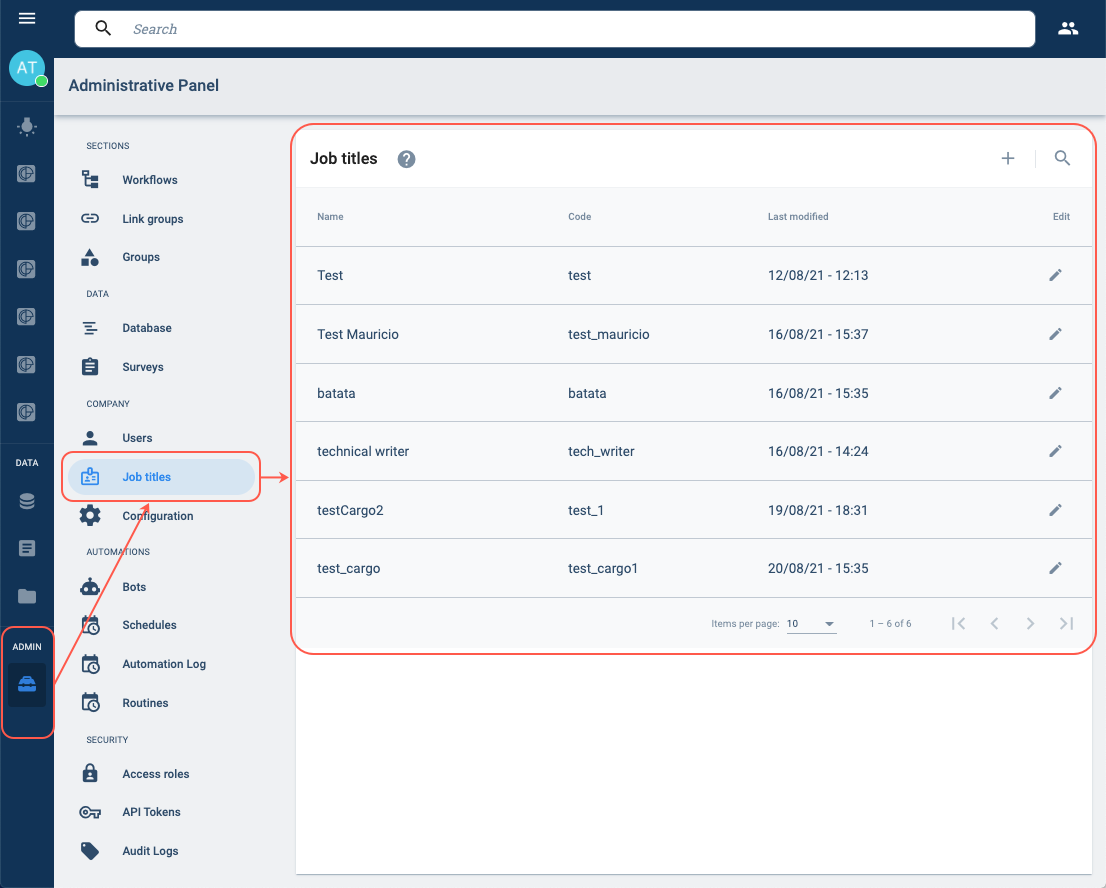 Search
AT
Administrative Panel
SECTIONS
Workflows
Link groups
Groups
DATA
Database
Surveys
COMPANY
Users
Job titles
Configuration
AUTOMATIONS
Bots
Schedules
Automation Log
Routines
SECURITY
Access roles
API Tokens
Audit Logs
DATA
ADMIN
Job titles ?
Name Code Last modified Edit
Test test 12/08/21 - 12:13
Test Mauricio test_mauricio 16/08/21 - 15:37
batata batata 16/08/21 - 15:35
technical writer tech_writer 16/08/21 - 14:24
testCargo2 test_1 19/08/21 - 18:31
test_cargo test_cargo1 20/08/21 - 15:35
Items per page: 10 1 – 6 of 6